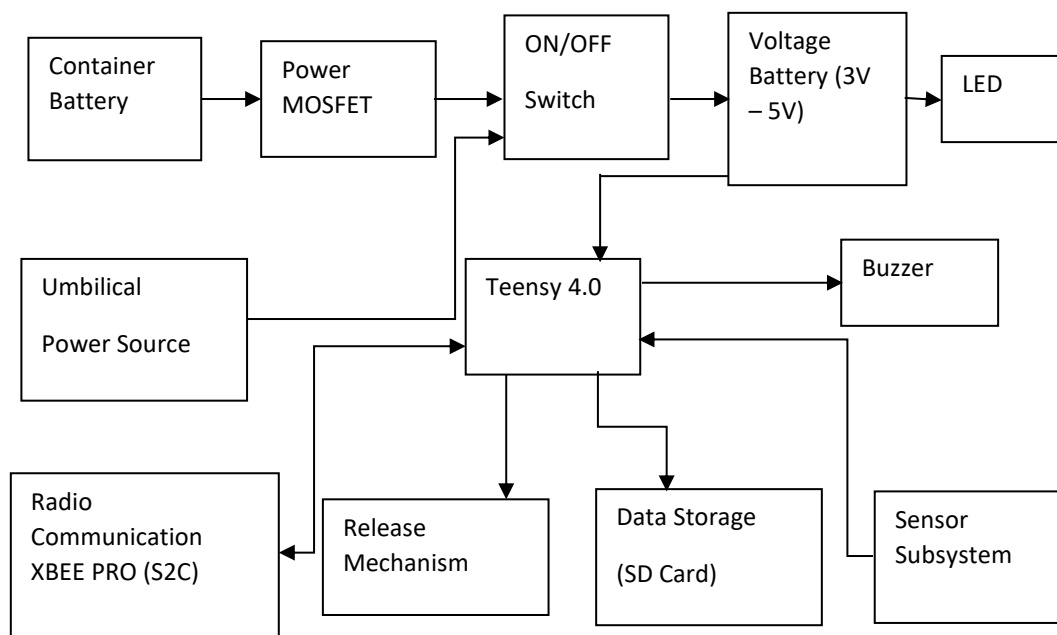 Container
Battery
Power
MOSFET
ON/OFF
Switch
Voltage
Battery (3V
– 5V)
LED
Umbilical
Power Source
Teensy 4.0
Buzzer
Radio
Communication
XBEE PRO (S2C)
Release
Mechanism
Data Storage
(SD Card)
Sensor
Subsystem